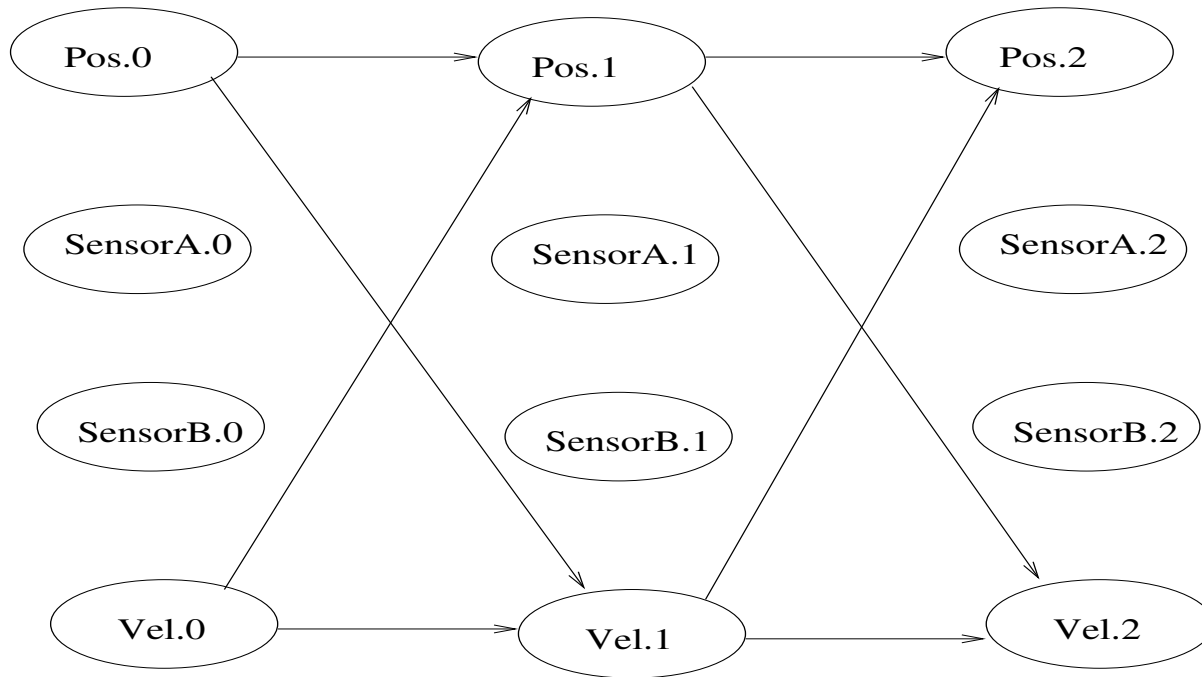 Pos.0
Pos.1
Pos.2
SensorA.0
SensorA.1
SensorA.2
SensorB.0
SensorB.1
SensorB.2
Vel.0
Vel.1
Vel.2